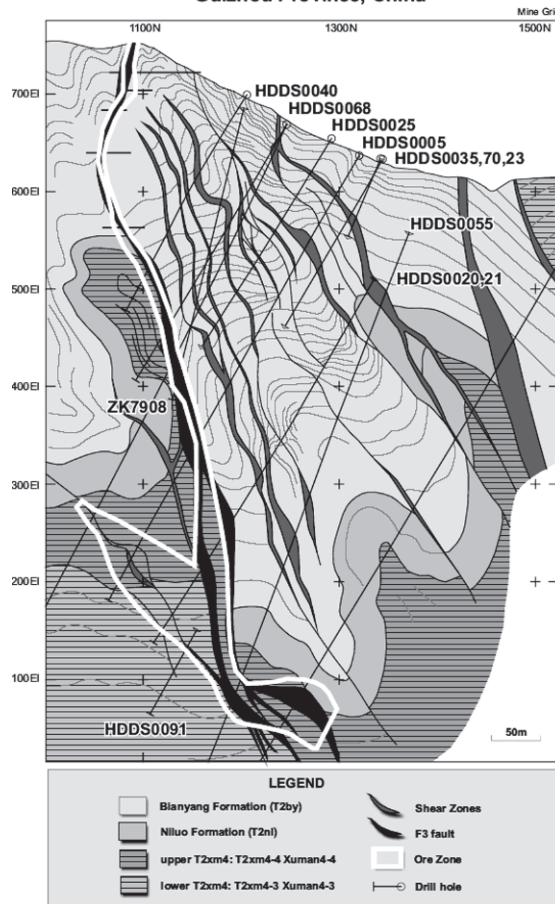 Guizhou Province, China
Mine Gri
1100N 1300N 1500N
700El
600El
500El
400El
300El
200El
100El
HDDS0040
HDDS0068
HDDS0025
HDDS0005
HDDS0035,70,23
HDDS0055
HDDS0020,21
ZK7908
HDDS0091
50m
LEGEND
Bianyang Formation (T2by)
Niluo Formation (T2nl)
upper T2xm4: T2xm4-4 Xuman4-4
lower T2xm4: T2xm4-3 Xuman4-3
Shear Zones
F3 fault
Ore Zone
Drill hole